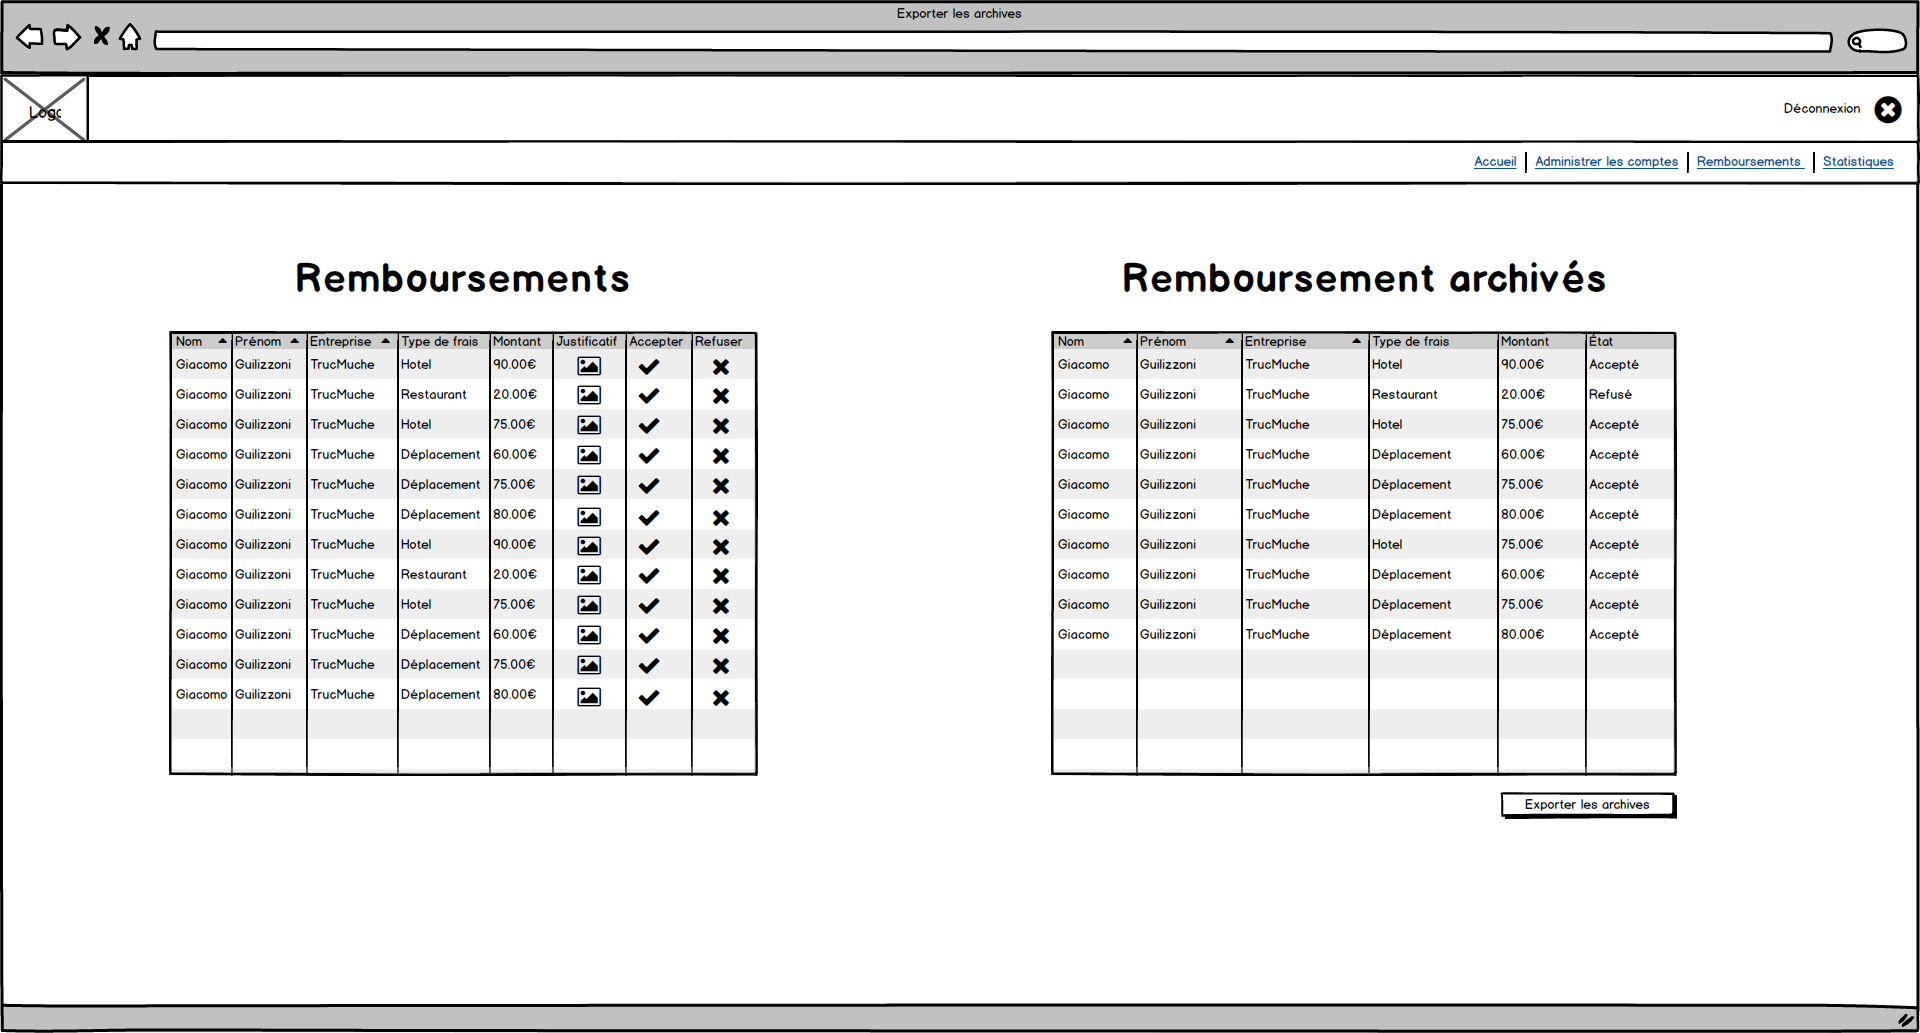 Exporter les archives
Logo
Déconnexion
Accueil Administrer les comptes Remboursements Statistiques
Remboursements
Nom Prénom Entreprise Type de frais Montant Justificatif Accepter Refuser
Giacomo Guilizzoni TrucMuche Hotel 90.00€
Giacomo Guilizzoni TrucMuche Restaurant 20.00€
Giacomo Guilizzoni TrucMuche Hotel 75.00€
Giacomo Guilizzoni TrucMuche Déplacement 60.00€
Giacomo Guilizzoni TrucMuche Déplacement 75.00€
Giacomo Guilizzoni TrucMuche Déplacement 80.00€
Giacomo Guilizzoni TrucMuche Hotel 90.00€
Giacomo Guilizzoni TrucMuche Restaurant 20.00€
Giacomo Guilizzoni TrucMuche Hotel 75.00€
Giacomo Guilizzoni TrucMuche Déplacement 60.00€
Giacomo Guilizzoni TrucMuche Déplacement 75.00€
Giacomo Guilizzoni TrucMuche Déplacement 80.00€
Remboursement archivés
Nom Prénom Entreprise Type de frais Montant État
Giacomo Guilizzoni TrucMuche Hotel 90.00€ Accepté
Giacomo Guilizzoni TrucMuche Restaurant 20.00€ Refusé
Giacomo Guilizzoni TrucMuche Hotel 75.00€ Accepté
Giacomo Guilizzoni TrucMuche Déplacement 60.00€ Accepté
Giacomo Guilizzoni TrucMuche Déplacement 75.00€ Accepté
Giacomo Guilizzoni TrucMuche Déplacement 80.00€ Accepté
Giacomo Guilizzoni TrucMuche Hotel 75.00€ Accepté
Giacomo Guilizzoni TrucMuche Déplacement 60.00€ Accepté
Giacomo Guilizzoni TrucMuche Déplacement 75.00€ Accepté
Giacomo Guilizzoni TrucMuche Déplacement 80.00€ Accepté
Exporter les archives